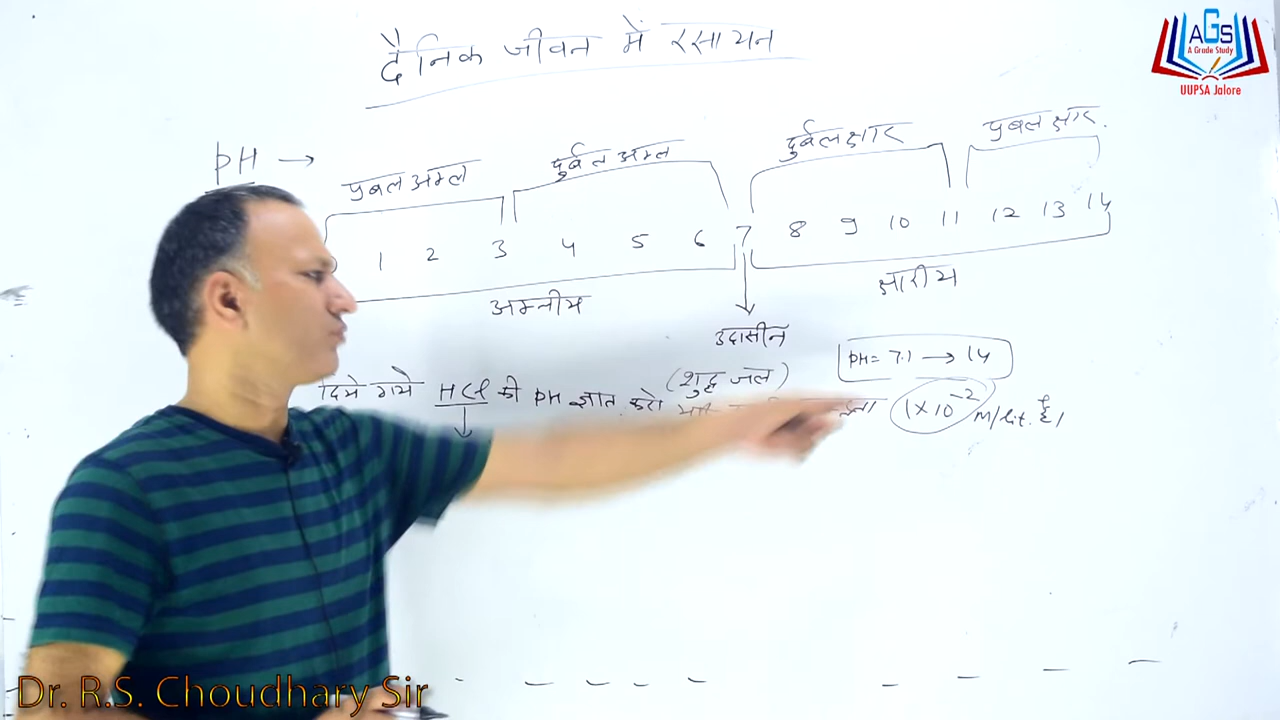 दैनिक जीवन में रसायन
AGS
A Grade Study
UUPSA Jalore
pH →
प्रबल अम्ल
दुर्बल अम्ल
दुर्बल क्षार
प्रबल क्षार.
1 2 3 4 5 6 7 8 9 10 11 12 13 14
अम्लीय
क्षारीय
उदासीन
(शुद्ध जल)
pH = 7.1 → 14
दिये गये HCl की pH ज्ञात करो 1×10⁻² M/lit. है।
Dr. R.S. Choudhary Sir